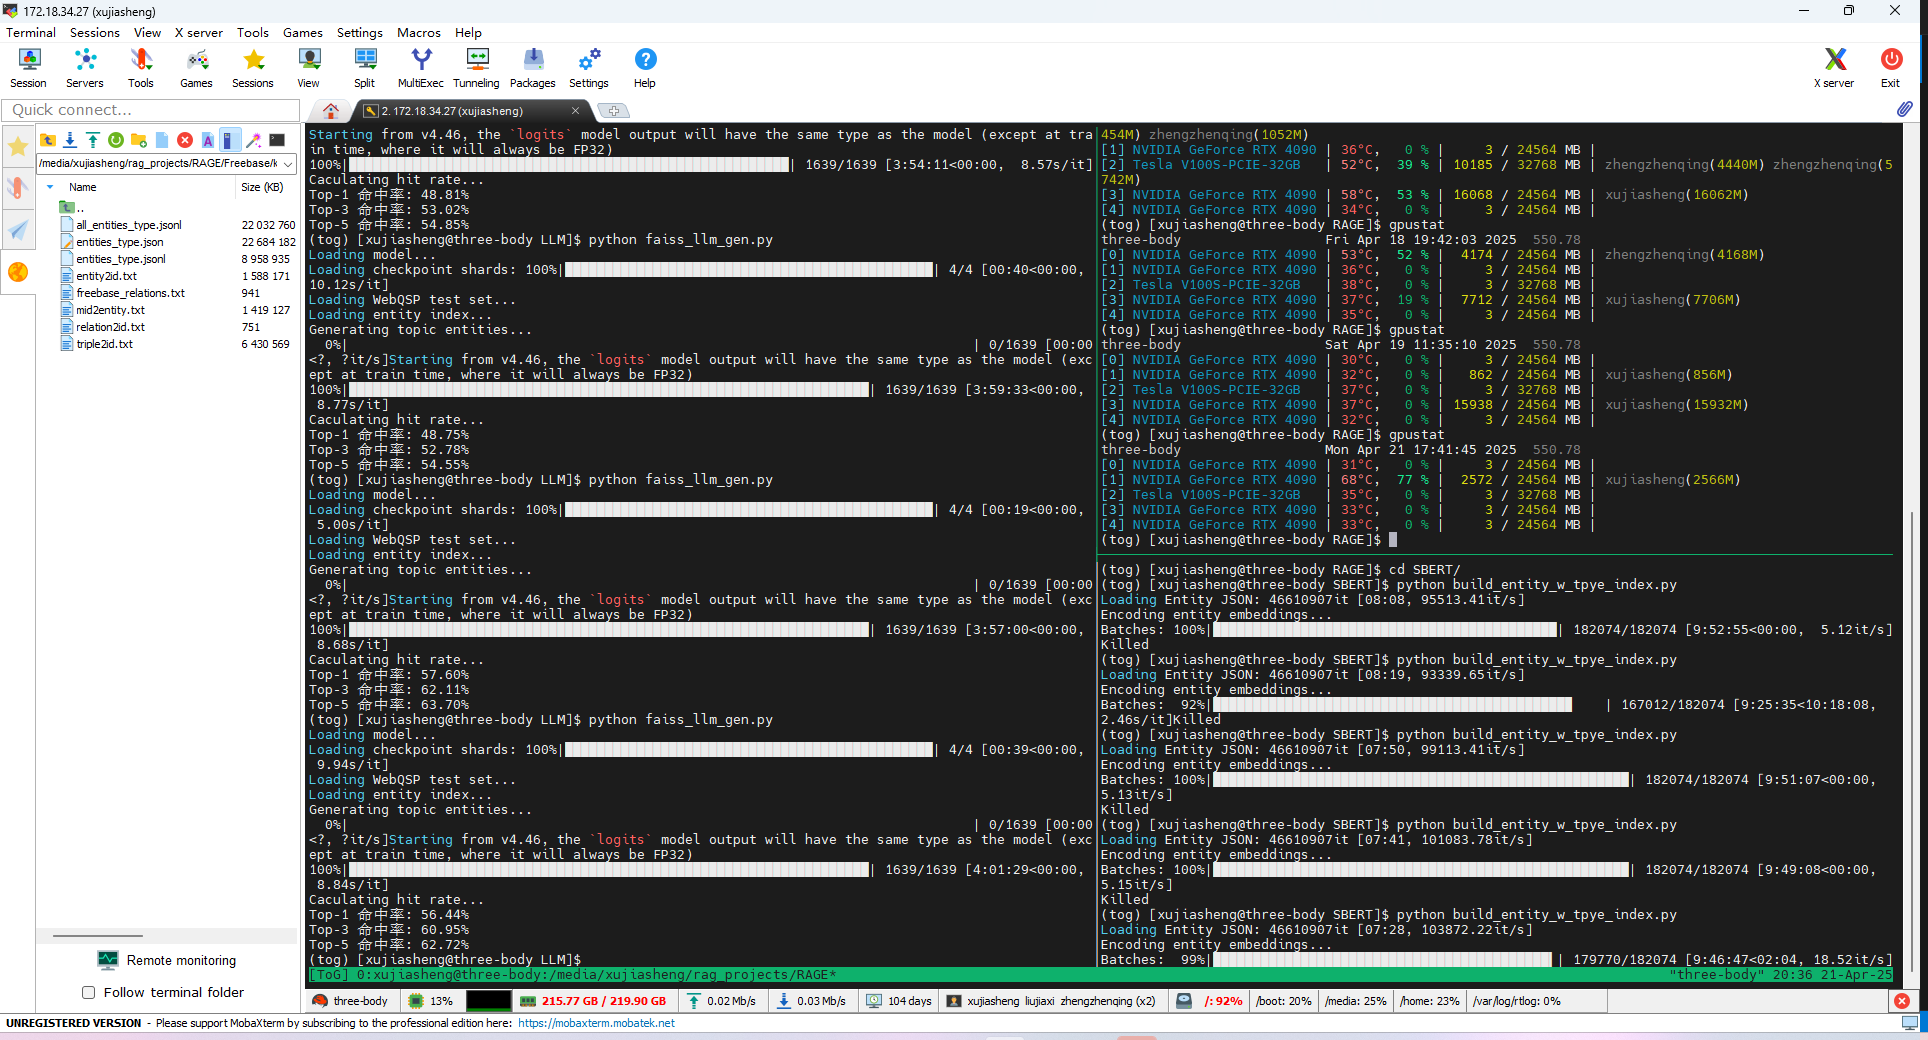 172.18.34.27 (xujiasheng)
Terminal Sessions View X server Tools Games Settings Macros Help
Session Servers Tools Games Sessions View Split MultiExec Tunneling Packages Settings Help X server Exit
Quick connect...
2. 172.18.34.27 (xujiasheng)
/media/xujiasheng/rag_projects/RAGE/Freebase/k
Name Size (KB)
..
all_entities_type.jsonl 22 032 760
entities_type.json 22 684 182
entities_type.jsonl 8 958 935
entity2id.txt 1 588 171
freebase_relations.txt 941
mid2entity.txt 1 419 127
relation2id.txt 751
triple2id.txt 6 430 569
Remote monitoring
Follow terminal folder
Starting from v4.46, the `logits` model output will have the same type as the model (except at tra
in time, where it will always be FP32)
100%| | 1639/1639 [3:54:11<00:00, 8.57s/it]
Caculating hit rate...
Top-1 命中率: 48.81%
Top-3 命中率: 53.02%
Top-5 命中率: 54.85%
(tog) [xujiasheng@three-body LLM]$ python faiss_llm_gen.py
Loading model...
Loading checkpoint shards: 100%| | 4/4 [00:40<00:00,
10.12s/it]
Loading WebQSP test set...
Loading entity index...
Generating topic entities...
0%| | 0/1639 [00:00
<?, ?it/s]Starting from v4.46, the `logits` model output will have the same type as the model (exc
ept at train time, where it will always be FP32)
100%| | 1639/1639 [3:59:33<00:00,
8.77s/it]
Caculating hit rate...
Top-1 命中率: 48.75%
Top-3 命中率: 52.78%
Top-5 命中率: 54.55%
(tog) [xujiasheng@three-body LLM]$ python faiss_llm_gen.py
Loading model...
Loading checkpoint shards: 100%| | 4/4 [00:19<00:00,
5.00s/it]
Loading WebQSP test set...
Loading entity index...
Generating topic entities...
0%| | 0/1639 [00:00
<?, ?it/s]Starting from v4.46, the `logits` model output will have the same type as the model (exc
ept at train time, where it will always be FP32)
100%| | 1639/1639 [3:57:00<00:00,
8.68s/it]
Caculating hit rate...
Top-1 命中率: 57.60%
Top-3 命中率: 62.11%
Top-5 命中率: 63.70%
(tog) [xujiasheng@three-body LLM]$ python faiss_llm_gen.py
Loading model...
Loading checkpoint shards: 100%| | 4/4 [00:39<00:00,
9.94s/it]
Loading WebQSP test set...
Loading entity index...
Generating topic entities...
0%| | 0/1639 [00:00
<?, ?it/s]Starting from v4.46, the `logits` model output will have the same type as the model (exc
ept at train time, where it will always be FP32)
100%| | 1639/1639 [4:01:29<00:00,
8.84s/it]
Caculating hit rate...
Top-1 命中率: 56.44%
Top-3 命中率: 60.95%
Top-5 命中率: 62.72%
(tog) [xujiasheng@three-body LLM]$
454M) zhengzhenqing(1052M)
[1] NVIDIA GeForce RTX 4090 | 36°C, 0 % | 3 / 24564 MB |
[2] Tesla V100S-PCIE-32GB | 52°C, 39 % | 10185 / 32768 MB | zhengzhenqing(4440M) zhengzhenqing(5
742M)
[3] NVIDIA GeForce RTX 4090 | 58°C, 53 % | 16068 / 24564 MB | xujiasheng(16062M)
[4] NVIDIA GeForce RTX 4090 | 34°C, 0 % | 3 / 24564 MB |
(tog) [xujiasheng@three-body RAGE]$ gpustat
three-body Fri Apr 18 19:42:03 2025 550.78
[0] NVIDIA GeForce RTX 4090 | 53°C, 52 % | 4174 / 24564 MB | zhengzhenqing(4168M)
[1] NVIDIA GeForce RTX 4090 | 36°C, 0 % | 3 / 24564 MB |
[2] Tesla V100S-PCIE-32GB | 38°C, 0 % | 3 / 32768 MB |
[3] NVIDIA GeForce RTX 4090 | 37°C, 19 % | 7712 / 24564 MB | xujiasheng(7706M)
[4] NVIDIA GeForce RTX 4090 | 35°C, 0 % | 3 / 24564 MB |
(tog) [xujiasheng@three-body RAGE]$ gpustat
three-body Sat Apr 19 11:35:10 2025 550.78
[0] NVIDIA GeForce RTX 4090 | 30°C, 0 % | 3 / 24564 MB |
[1] NVIDIA GeForce RTX 4090 | 32°C, 0 % | 862 / 24564 MB | xujiasheng(856M)
[2] Tesla V100S-PCIE-32GB | 37°C, 0 % | 3 / 32768 MB |
[3] NVIDIA GeForce RTX 4090 | 37°C, 0 % | 15938 / 24564 MB | xujiasheng(15932M)
[4] NVIDIA GeForce RTX 4090 | 32°C, 0 % | 3 / 24564 MB |
(tog) [xujiasheng@three-body RAGE]$ gpustat
three-body Mon Apr 21 17:41:45 2025 550.78
[0] NVIDIA GeForce RTX 4090 | 31°C, 0 % | 3 / 24564 MB |
[1] NVIDIA GeForce RTX 4090 | 68°C, 77 % | 2572 / 24564 MB | xujiasheng(2566M)
[2] Tesla V100S-PCIE-32GB | 35°C, 0 % | 3 / 32768 MB |
[3] NVIDIA GeForce RTX 4090 | 33°C, 0 % | 3 / 24564 MB |
[4] NVIDIA GeForce RTX 4090 | 33°C, 0 % | 3 / 24564 MB |
(tog) [xujiasheng@three-body RAGE]$
(tog) [xujiasheng@three-body RAGE]$ cd SBERT/
(tog) [xujiasheng@three-body SBERT]$ python build_entity_w_tpye_index.py
Loading Entity JSON: 46610907it [08:08, 95513.41it/s]
Encoding entity embeddings...
Batches: 100%| | 182074/182074 [9:52:55<00:00, 5.12it/s]
Killed
(tog) [xujiasheng@three-body SBERT]$ python build_entity_w_tpye_index.py
Loading Entity JSON: 46610907it [08:19, 93339.65it/s]
Encoding entity embeddings...
Batches: 92%| | 167012/182074 [9:25:35<10:18:08,
2.46s/it]Killed
(tog) [xujiasheng@three-body SBERT]$ python build_entity_w_tpye_index.py
Loading Entity JSON: 46610907it [07:50, 99113.41it/s]
Encoding entity embeddings...
Batches: 100%| | 182074/182074 [9:51:07<00:00,
5.13it/s]
Killed
(tog) [xujiasheng@three-body SBERT]$ python build_entity_w_tpye_index.py
Loading Entity JSON: 46610907it [07:41, 101083.78it/s]
Encoding entity embeddings...
Batches: 100%| | 182074/182074 [9:49:08<00:00,
5.15it/s]
Killed
(tog) [xujiasheng@three-body SBERT]$ python build_entity_w_tpye_index.py
Loading Entity JSON: 46610907it [07:28, 103872.22it/s]
Encoding entity embeddings...
Batches: 99%| | 179770/182074 [9:46:47<02:04, 18.52it/s]
[ToG] 0:xujiasheng@three-body:/media/xujiasheng/rag_projects/RAGE* "three-body" 20:36 21-Apr-25
three-body 13% 215.77 GB / 219.90 GB 0.02 Mb/s 0.03 Mb/s 104 days xujiasheng liujiaxi zhengzhenqing (x2) /: 92% /boot: 20% /media: 25% /home: 23% /var/log/rtlog: 0%
UNREGISTERED VERSION - Please support MobaXterm by subscribing to the professional edition here: https://mobaxterm.mobatek.net